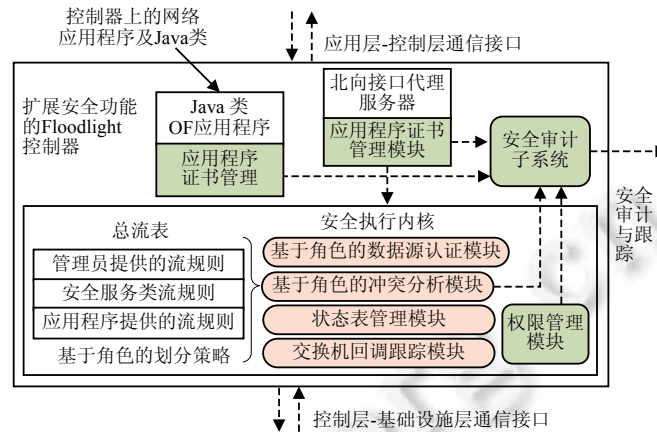 控制器上的网络
应用程序及Java类
应用层-控制层通信接口
扩展安全功能
的Floodlight
控制器
Java 类
OF应用程序
应用程序
证书管理
北向接口代理
服务器
应用程序证书
管理模块
安全审计
子系统
安全
审计
与跟
踪
总流表
安全执行内核
管理员提供的流规则
安全服务类流规则
应用程序提供的流规则
基于角色的划分策略
基于角色的数据源认证模块
基于角色的冲突分析模块
状态表管理模块
交换机回调跟踪模块
权限管理
模块
控制层-基础设施层通信接口